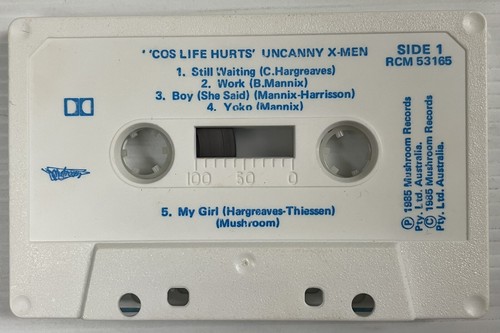 ' 'COS LIFE HURTS' UNCANNY X-MEN
SIDE 1
RCM 53165
1. Still Waiting (C.Hargreaves)
2. Work (B.Mannix)
3. Boy (She Said) (Mannix-Harrisson)
4. Yoko (Mannix)
100 50 0
5. My Girl (Hargreaves-Thiessen)
(Mushroom)
Ⓟ 1985 Mushroom Records
Pty. Ltd. Australia.
Ⓒ 1985 Mushroom Records
Pty. Ltd. Australia.